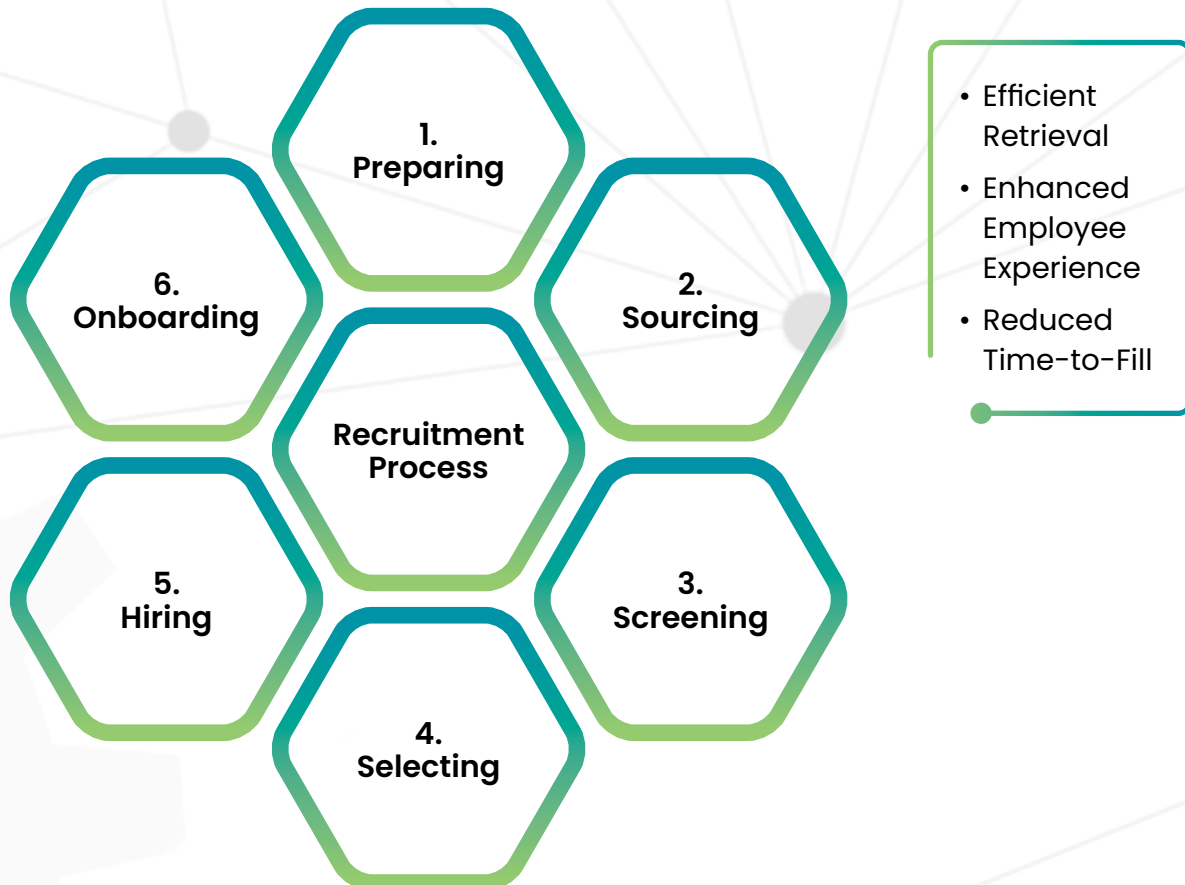 1.
Preparing
2.
Sourcing
3.
Screening
4.
Selecting
5.
Hiring
6.
Onboarding
Recruitment
Process
• Efficient
Retrieval
• Enhanced
Employee
Experience
• Reduced
Time-to-Fill